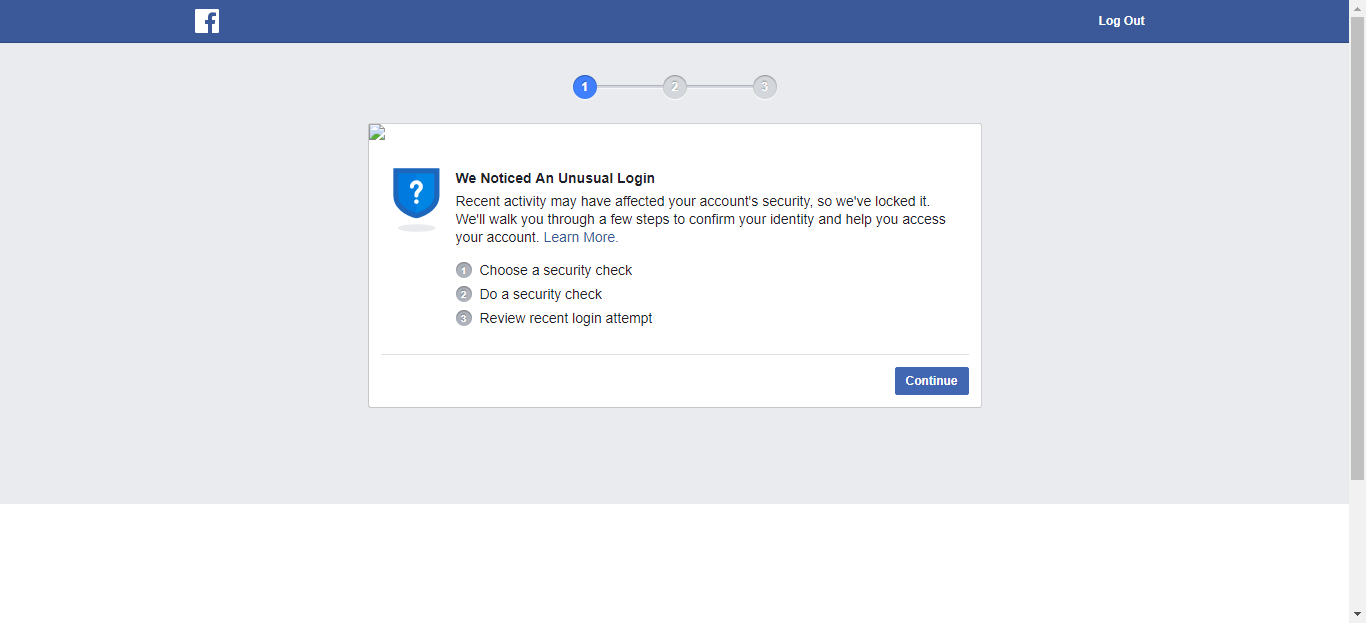 Log Out
1 2 3
We Noticed An Unusual Login
Recent activity may have affected your account's security, so we've locked it.
We'll walk you through a few steps to confirm your identity and help you access
your account. Learn More.
1 Choose a security check
2 Do a security check
3 Review recent login attempt
Continue